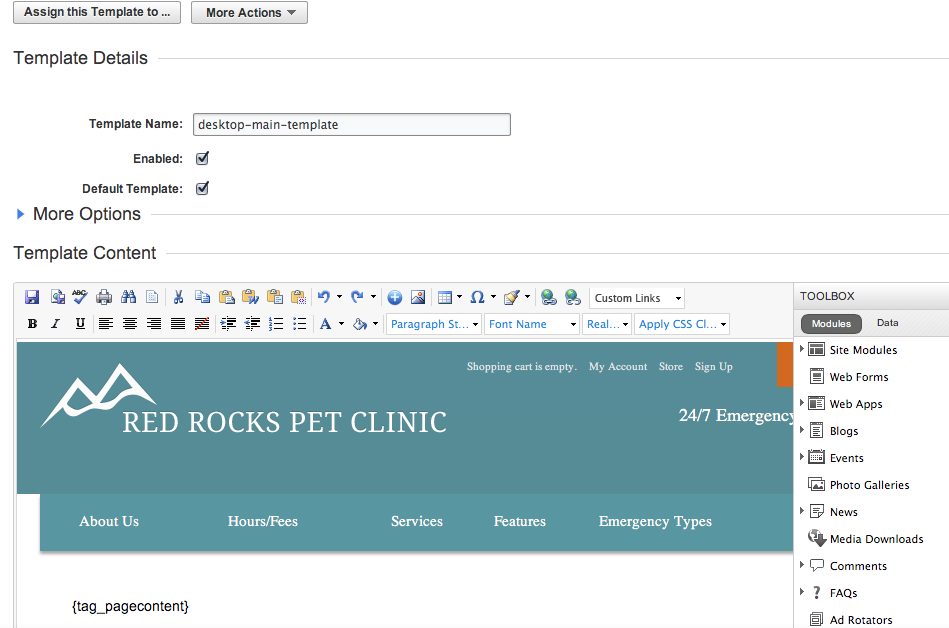 Assign this Template to ... More Actions
Template Details
Template Name: desktop-main-template
Enabled:
Default Template:
More Options
Template Content
ABC Ω Custom Links
B I U A Paragraph St... Font Name Real... Apply CSS Cl...
TOOLBOX
Modules Data
Site Modules
Web Forms
Web Apps
Blogs
Events
Photo Galleries
News
Media Downloads
Comments
? FAQs
Ad Rotators
Shopping cart is empty. My Account Store Sign Up
RED ROCKS PET CLINIC
24/7 Emergency
About Us Hours/Fees Services Features Emergency Types
{tag_pagecontent}